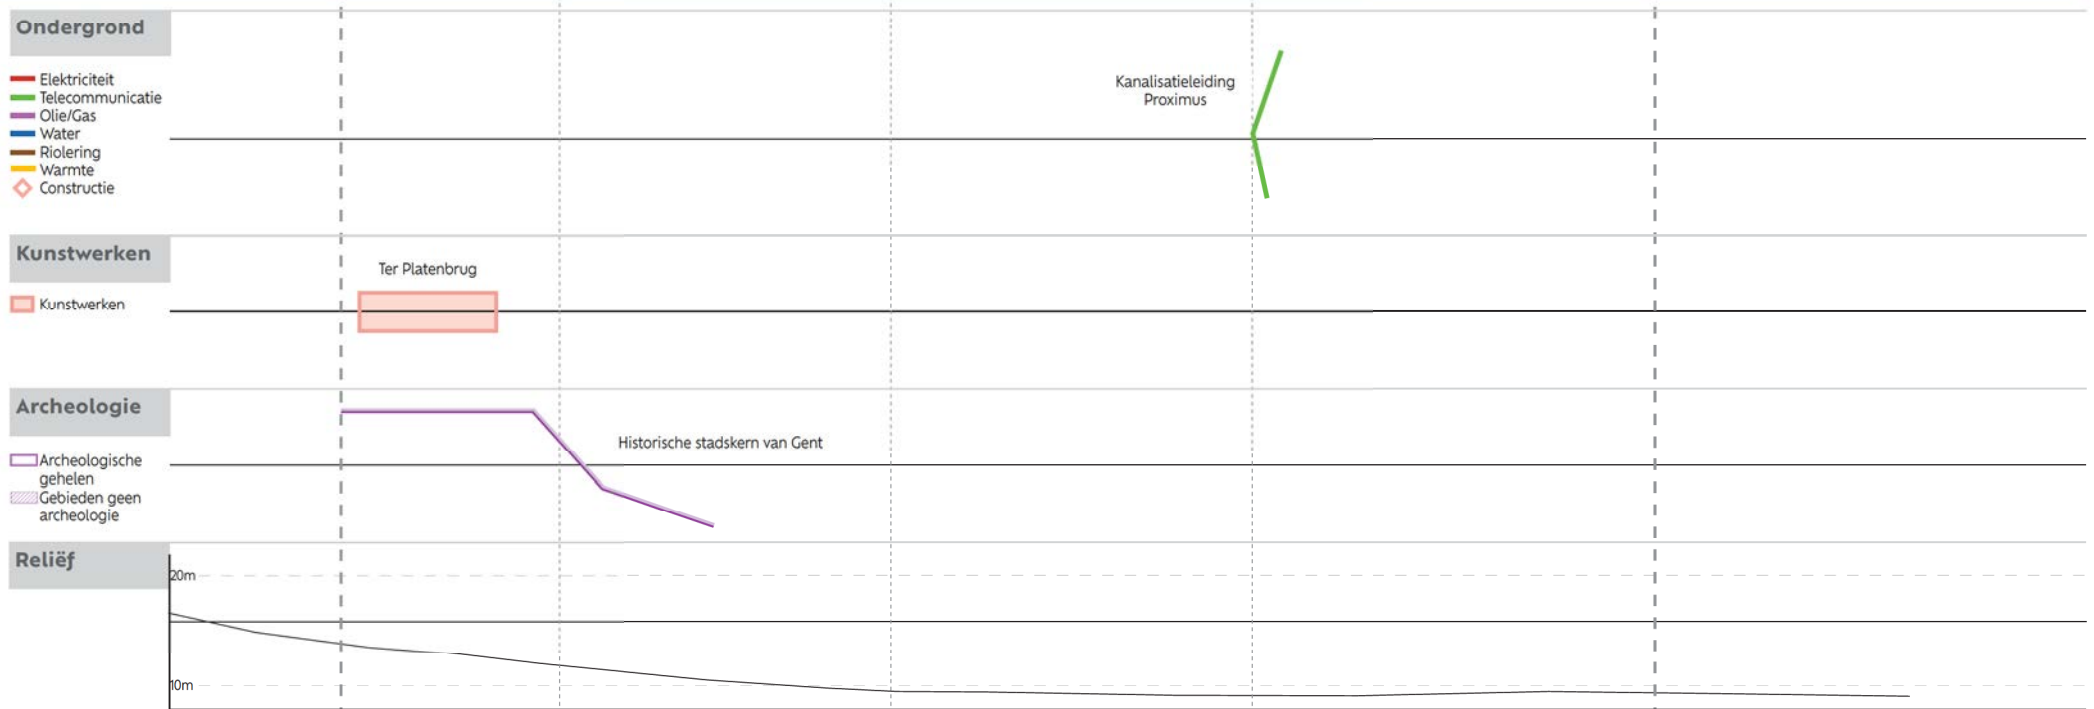 Ondergrond
Elektriciteit
Telecommunicatie
Olie/Gas
Water
Riolering
Warmte
Constructie
Kanalisatieleiding
Proximus
Kunstwerken
Kunstwerken
Ter Platenbrug
Archeologie
Archeologische
gehelen
Gebieden geen
archeologie
Historische stadskern van Gent
Reliëf
20m
10m